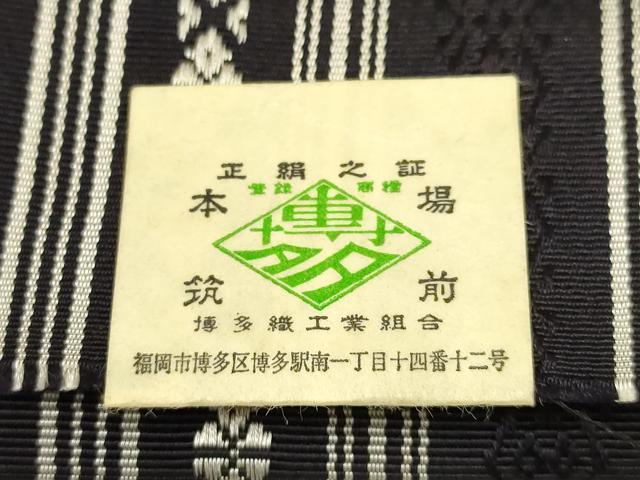 正絹之証
登録 商標
本場
博多
筑前
博多織工業組合
福岡市博多区博多駅南一丁目十四番十二号